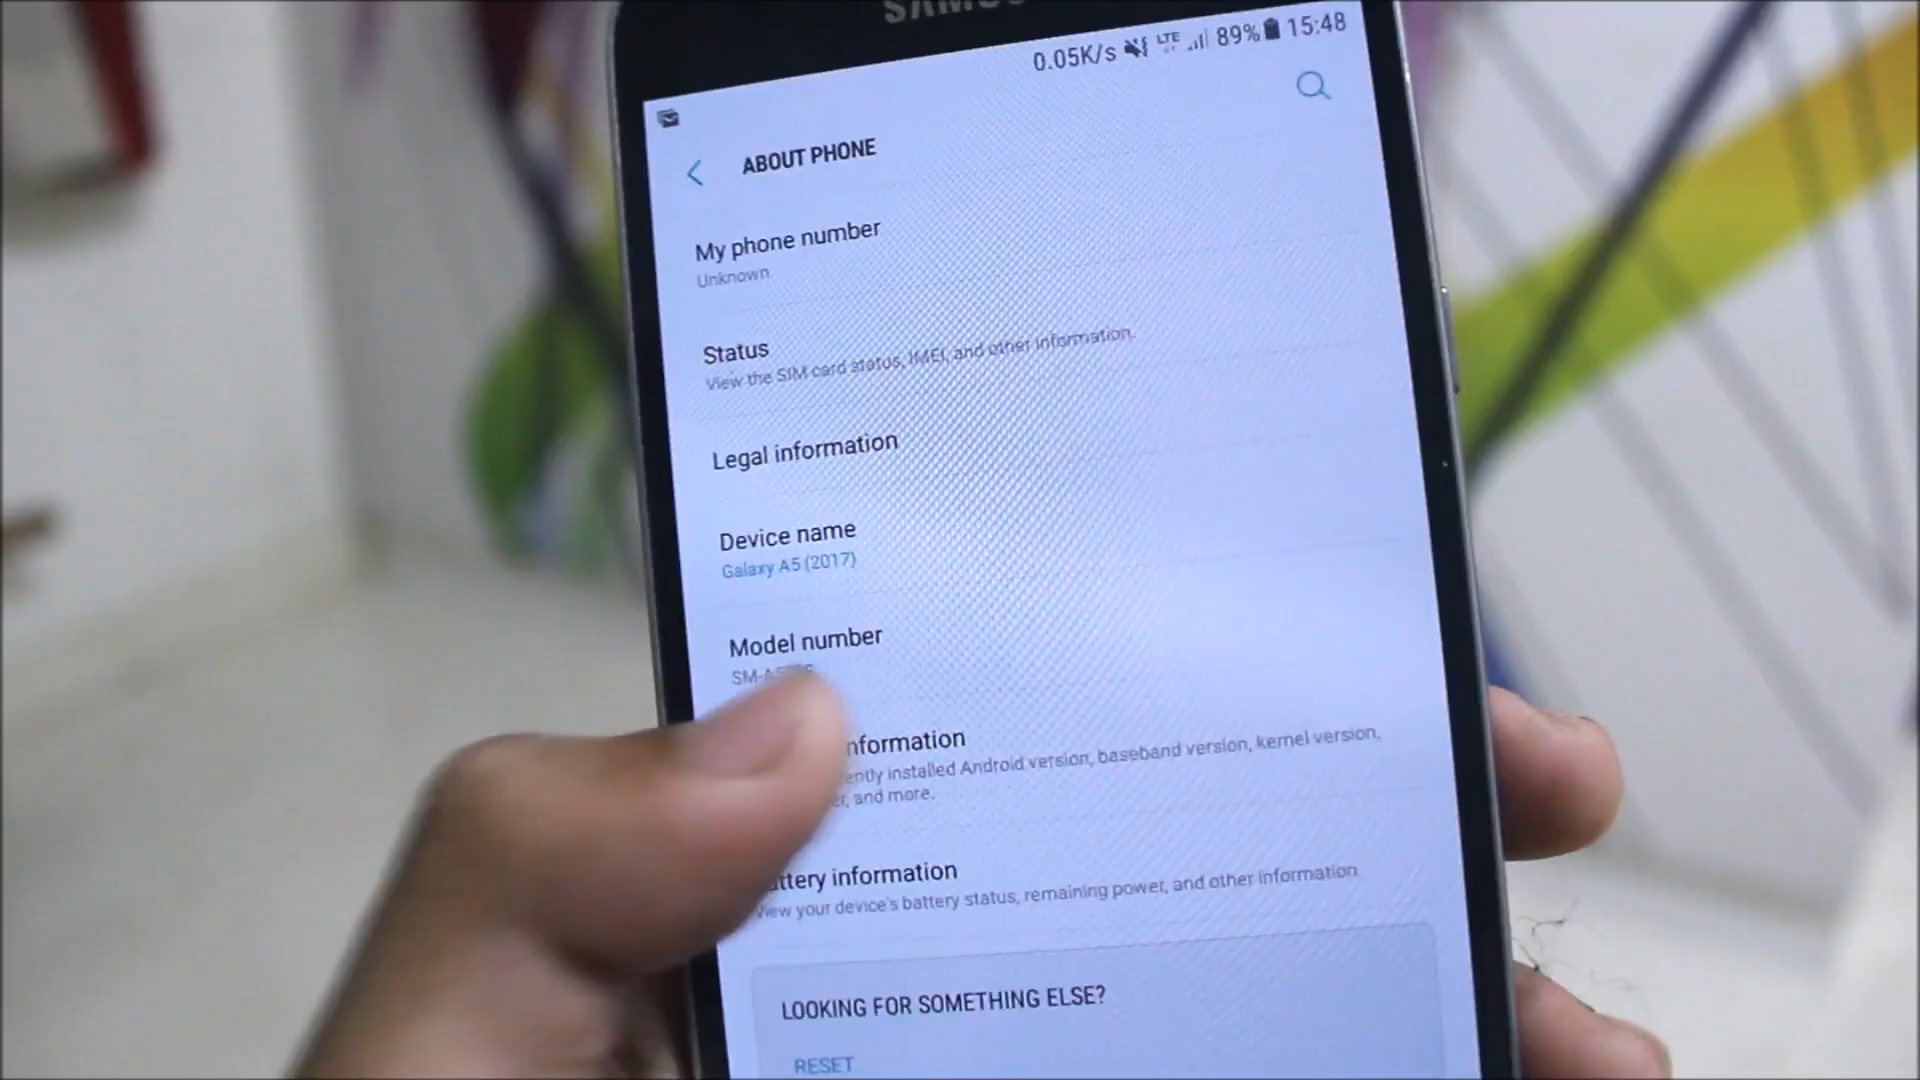 SAMSUNG
0.05K/s LTE 89% 15:48
ABOUT PHONE
My phone number
Unknown
Status
View the SIM card status, IMEI, and other information.
Legal information
Device name
Galaxy A5 (2017)
Model number
nformation
ently installed Android version, baseband version, kernel version,
r, and more.
ttery information
View your device's battery status, remaining power, and other information.
LOOKING FOR SOMETHING ELSE?
RESET